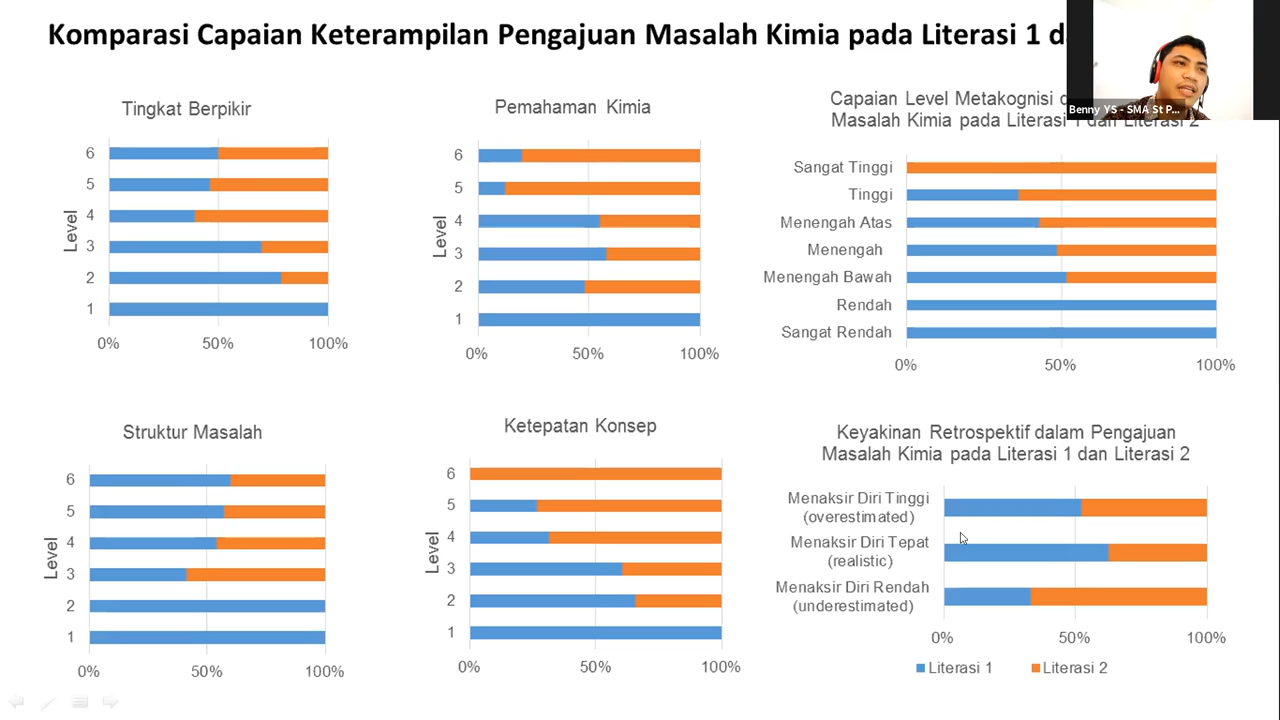 Komparasi Capaian Keterampilan Pengajuan Masalah Kimia pada Literasi 1
Benny YS - SMA St P...
Tingkat Berpikir
Level
6
5
4
3
2
1
0% 50% 100%
Pemahaman Kimia
Level
6
5
4
3
2
1
0% 50% 100%
Capaian Level Metakognisi
Masalah Kimia pada Literasi 1 dan Literasi 2
Sangat Tinggi
Tinggi
Menengah Atas
Menengah
Menengah Bawah
Rendah
Sangat Rendah
0% 50% 100%
Struktur Masalah
Level
6
5
4
3
2
1
0% 50% 100%
Ketepatan Konsep
Level
6
5
4
3
2
1
0% 50% 100%
Keyakinan Retrospektif dalam Pengajuan
Masalah Kimia pada Literasi 1 dan Literasi 2
Menaksir Diri Tinggi
(overestimated)
Menaksir Diri Tepat
(realistic)
Menaksir Diri Rendah
(underestimated)
0% 50% 100%
Literasi 1 Literasi 2